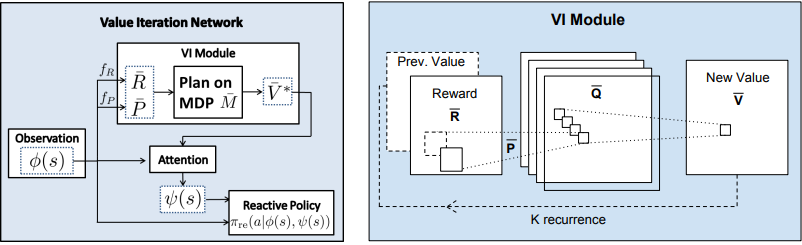 Value Iteration Network
VI Module
f_R
R̄
f_P
P̄
Plan on
MDP M̄
V̄*
Observation
ϕ(s)
Attention
ψ(s)
Reactive Policy
π_re(a|ϕ(s), ψ(s))
VI Module
Prev. Value
Reward
R̄
P̄
Q̄
New Value
V̄
K recurrence